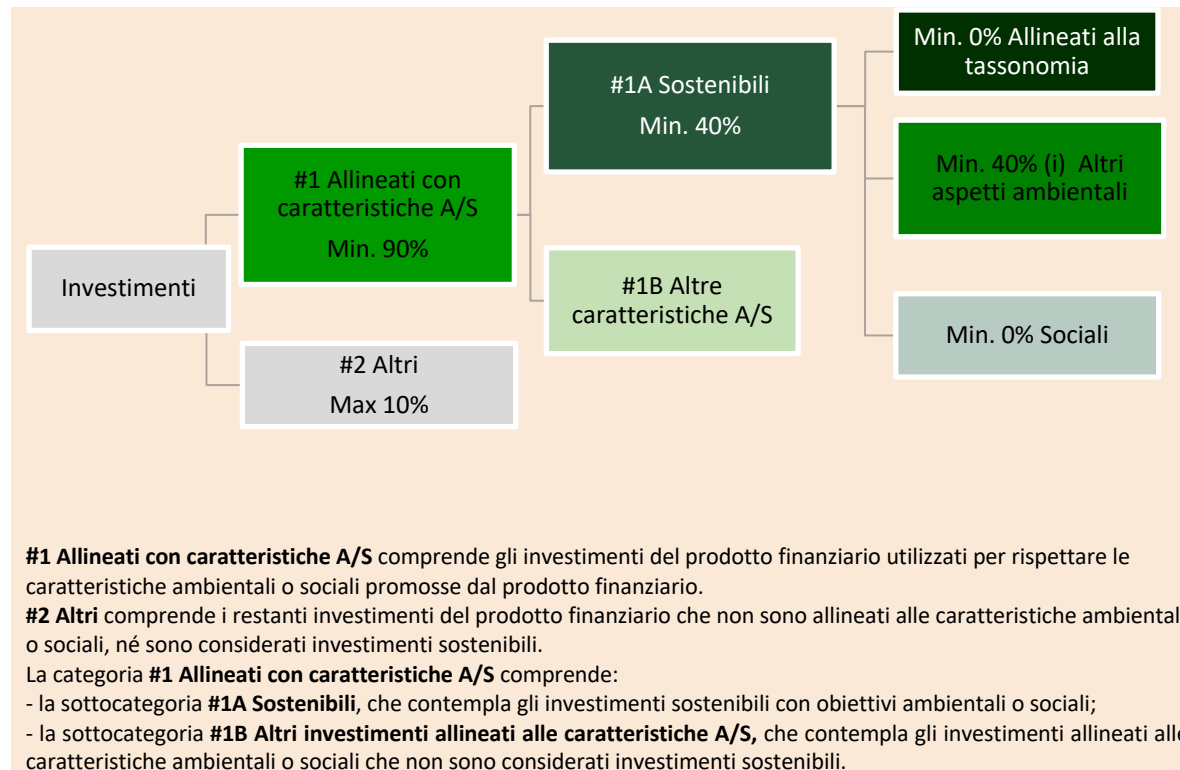 Investimenti
#1 Allineati con
caratteristiche A/S
Min. 90%
#2 Altri
Max 10%
#1A Sostenibili
Min. 40%
#1B Altre
caratteristiche A/S
Min. 0% Allineati alla
tassonomia
Min. 40% (i) Altri
aspetti ambientali
Min. 0% Sociali
#1 Allineati con caratteristiche A/S comprende gli investimenti del prodotto finanziario utilizzati per rispettare le
caratteristiche ambientali o sociali promosse dal prodotto finanziario.
#2 Altri comprende i restanti investimenti del prodotto finanziario che non sono allineati alle caratteristiche ambientali
o sociali, né sono considerati investimenti sostenibili.
La categoria #1 Allineati con caratteristiche A/S comprende:
- la sottocategoria #1A Sostenibili, che contempla gli investimenti sostenibili con obiettivi ambientali o sociali;
- la sottocategoria #1B Altri investimenti allineati alle caratteristiche A/S, che contempla gli investimenti allineati alle
caratteristiche ambientali o sociali che non sono considerati investimenti sostenibili.